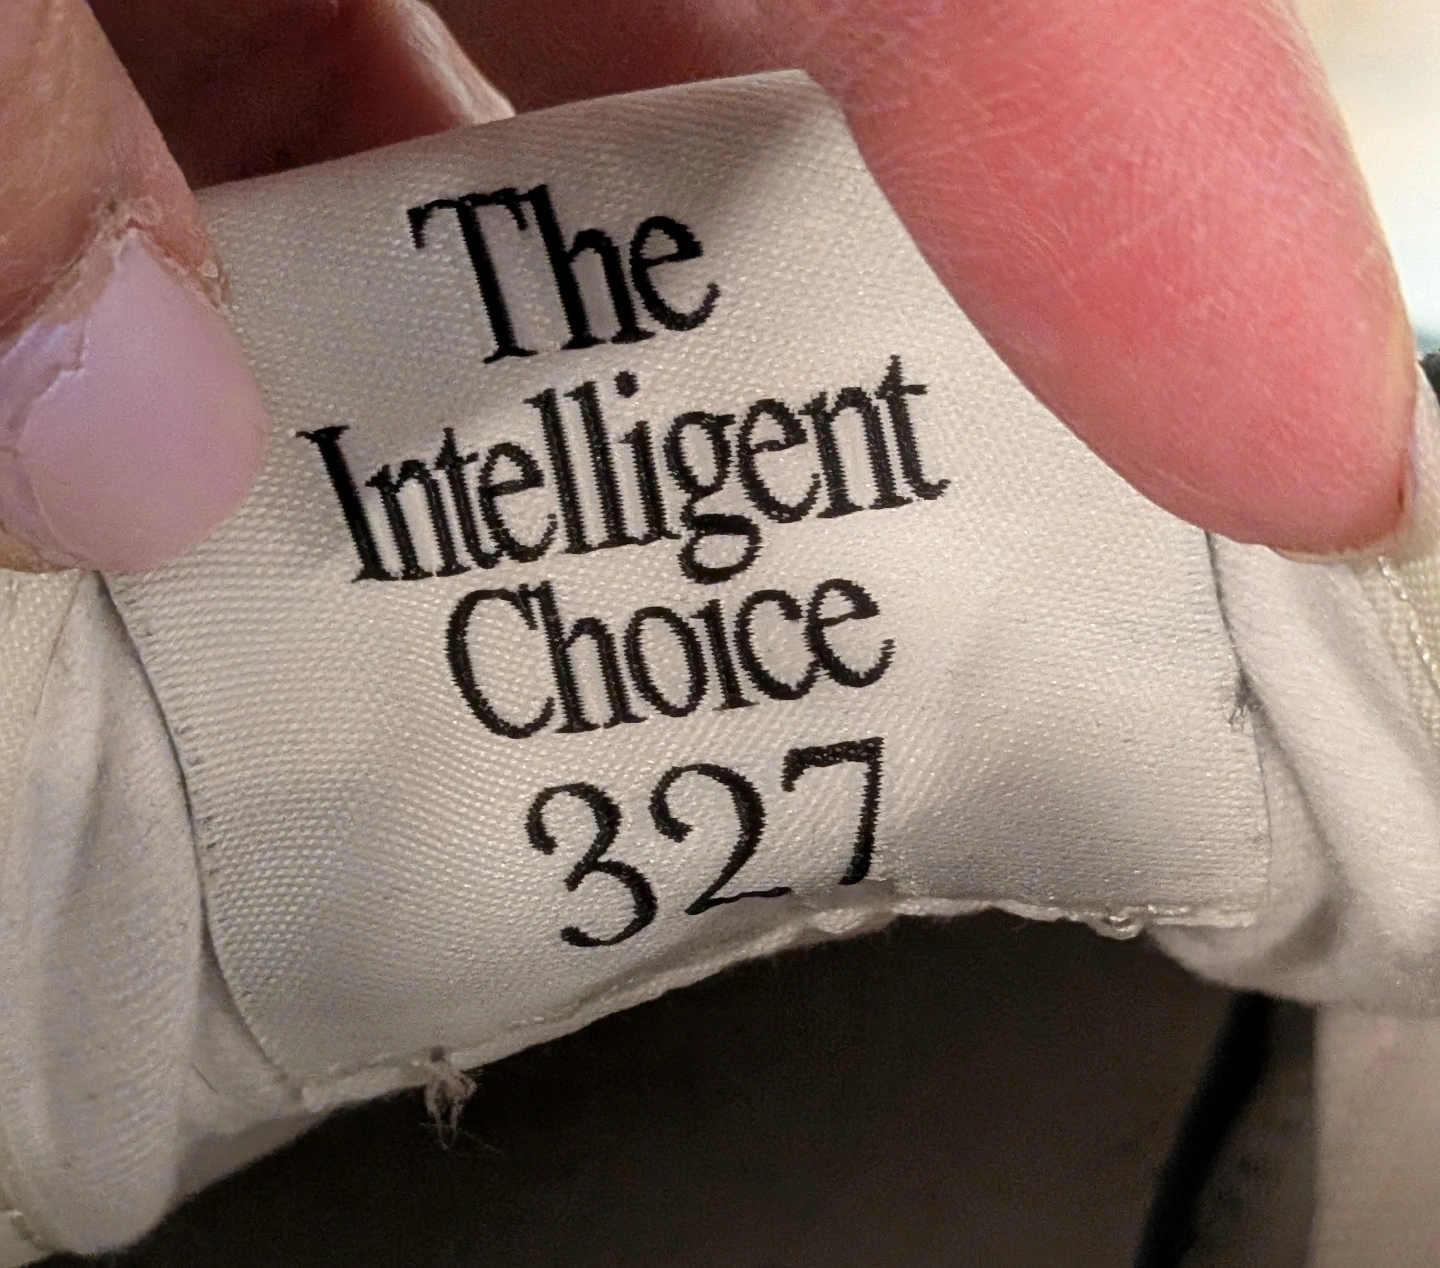 The
Intelligent
Choice
327